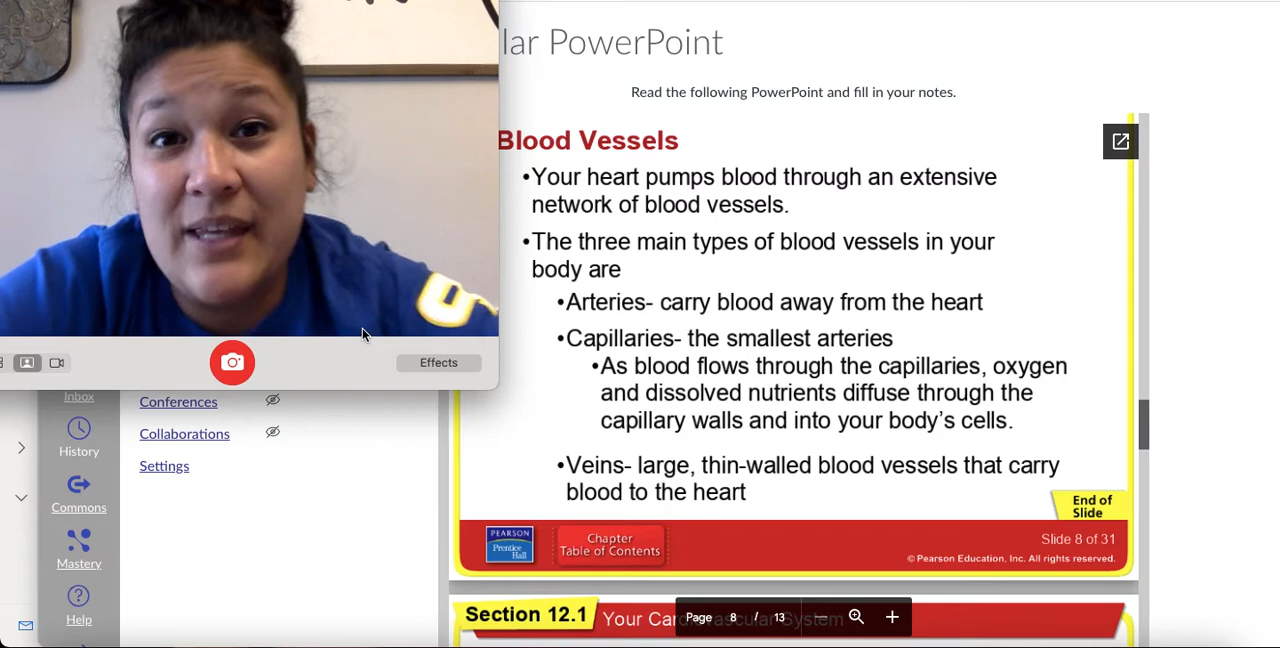 lar PowerPoint
Read the following PowerPoint and fill in your notes.
Blood Vessels
•Your heart pumps blood through an extensive
network of blood vessels.
•The three main types of blood vessels in your
body are
•Arteries- carry blood away from the heart
•Capillaries- the smallest arteries
•As blood flows through the capillaries, oxygen
and dissolved nutrients diffuse through the
capillary walls and into your body's cells.
•Veins- large, thin-walled blood vessels that carry
blood to the heart
End of
Slide
PEARSON
Prentice
Hall
Chapter
Table of Contents
Slide 8 of 31
© Pearson Education, Inc. All rights reserved.
Section 12.1
Your Cardiovascular System
Page 8 / 13
Effects
Inbox
History
Commons
Mastery
Help
Conferences
Collaborations
Settings